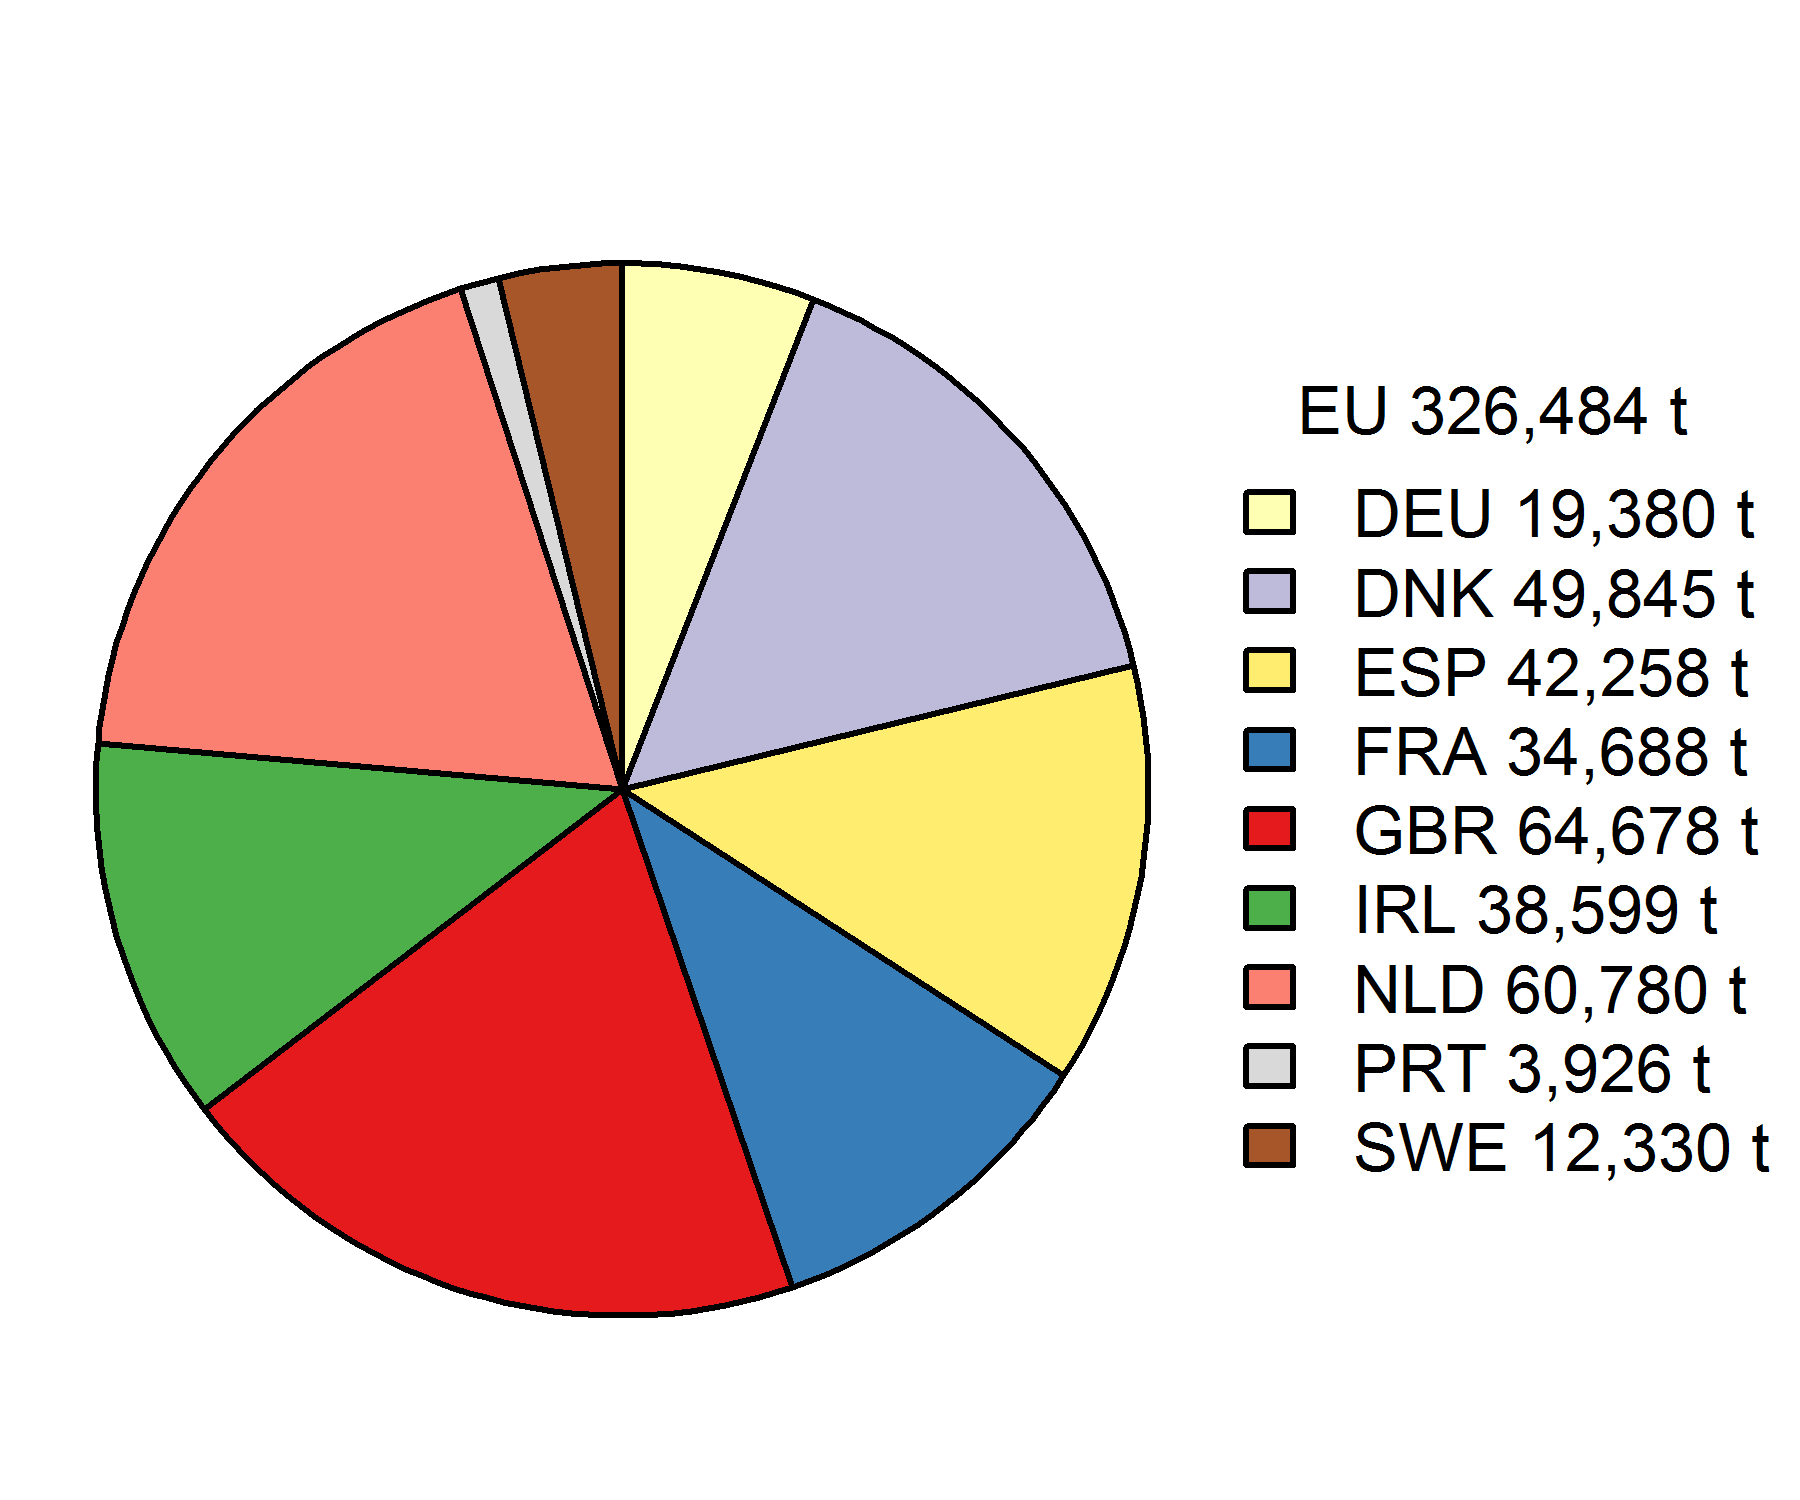 EU 326,484 t
DEU 19,380 t
DNK 49,845 t
ESP 42,258 t
FRA 34,688 t
GBR 64,678 t
IRL 38,599 t
NLD 60,780 t
PRT 3,926 t
SWE 12,330 t